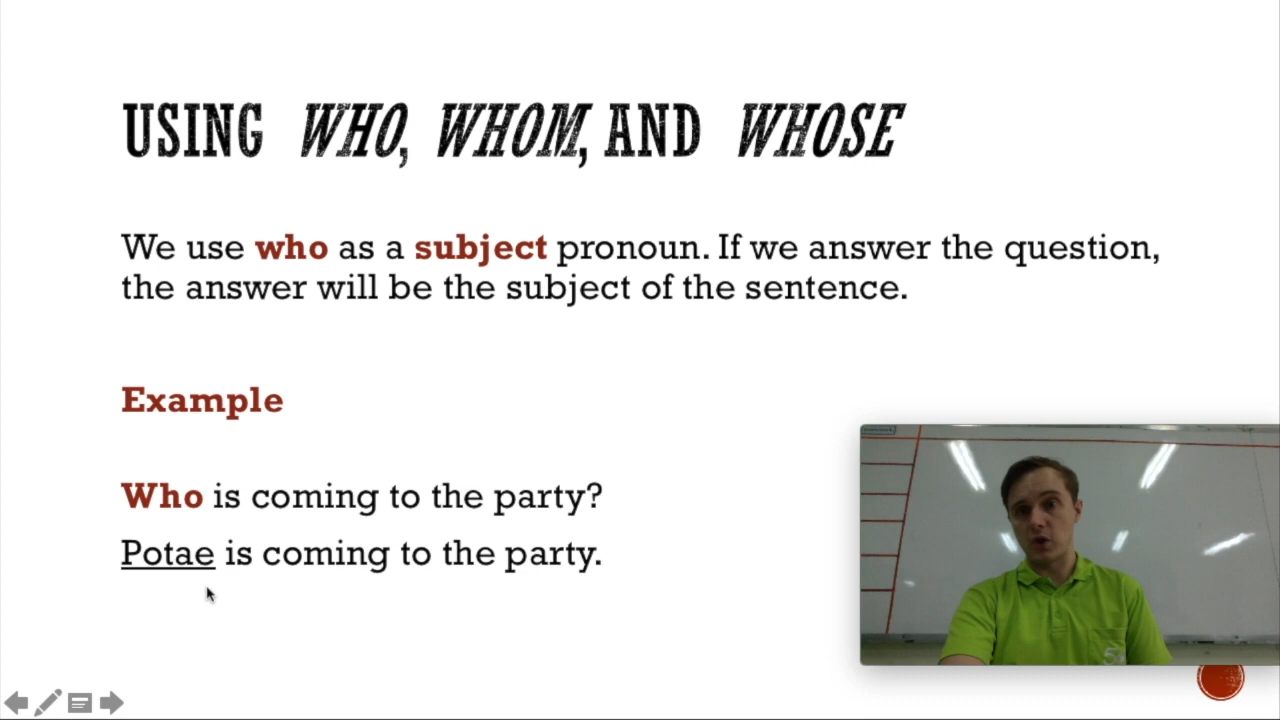 USING WHO, WHOM, AND WHOSE
We use who as a subject pronoun. If we answer the question,
the answer will be the subject of the sentence.
Example
Who is coming to the party?
Potae is coming to the party.